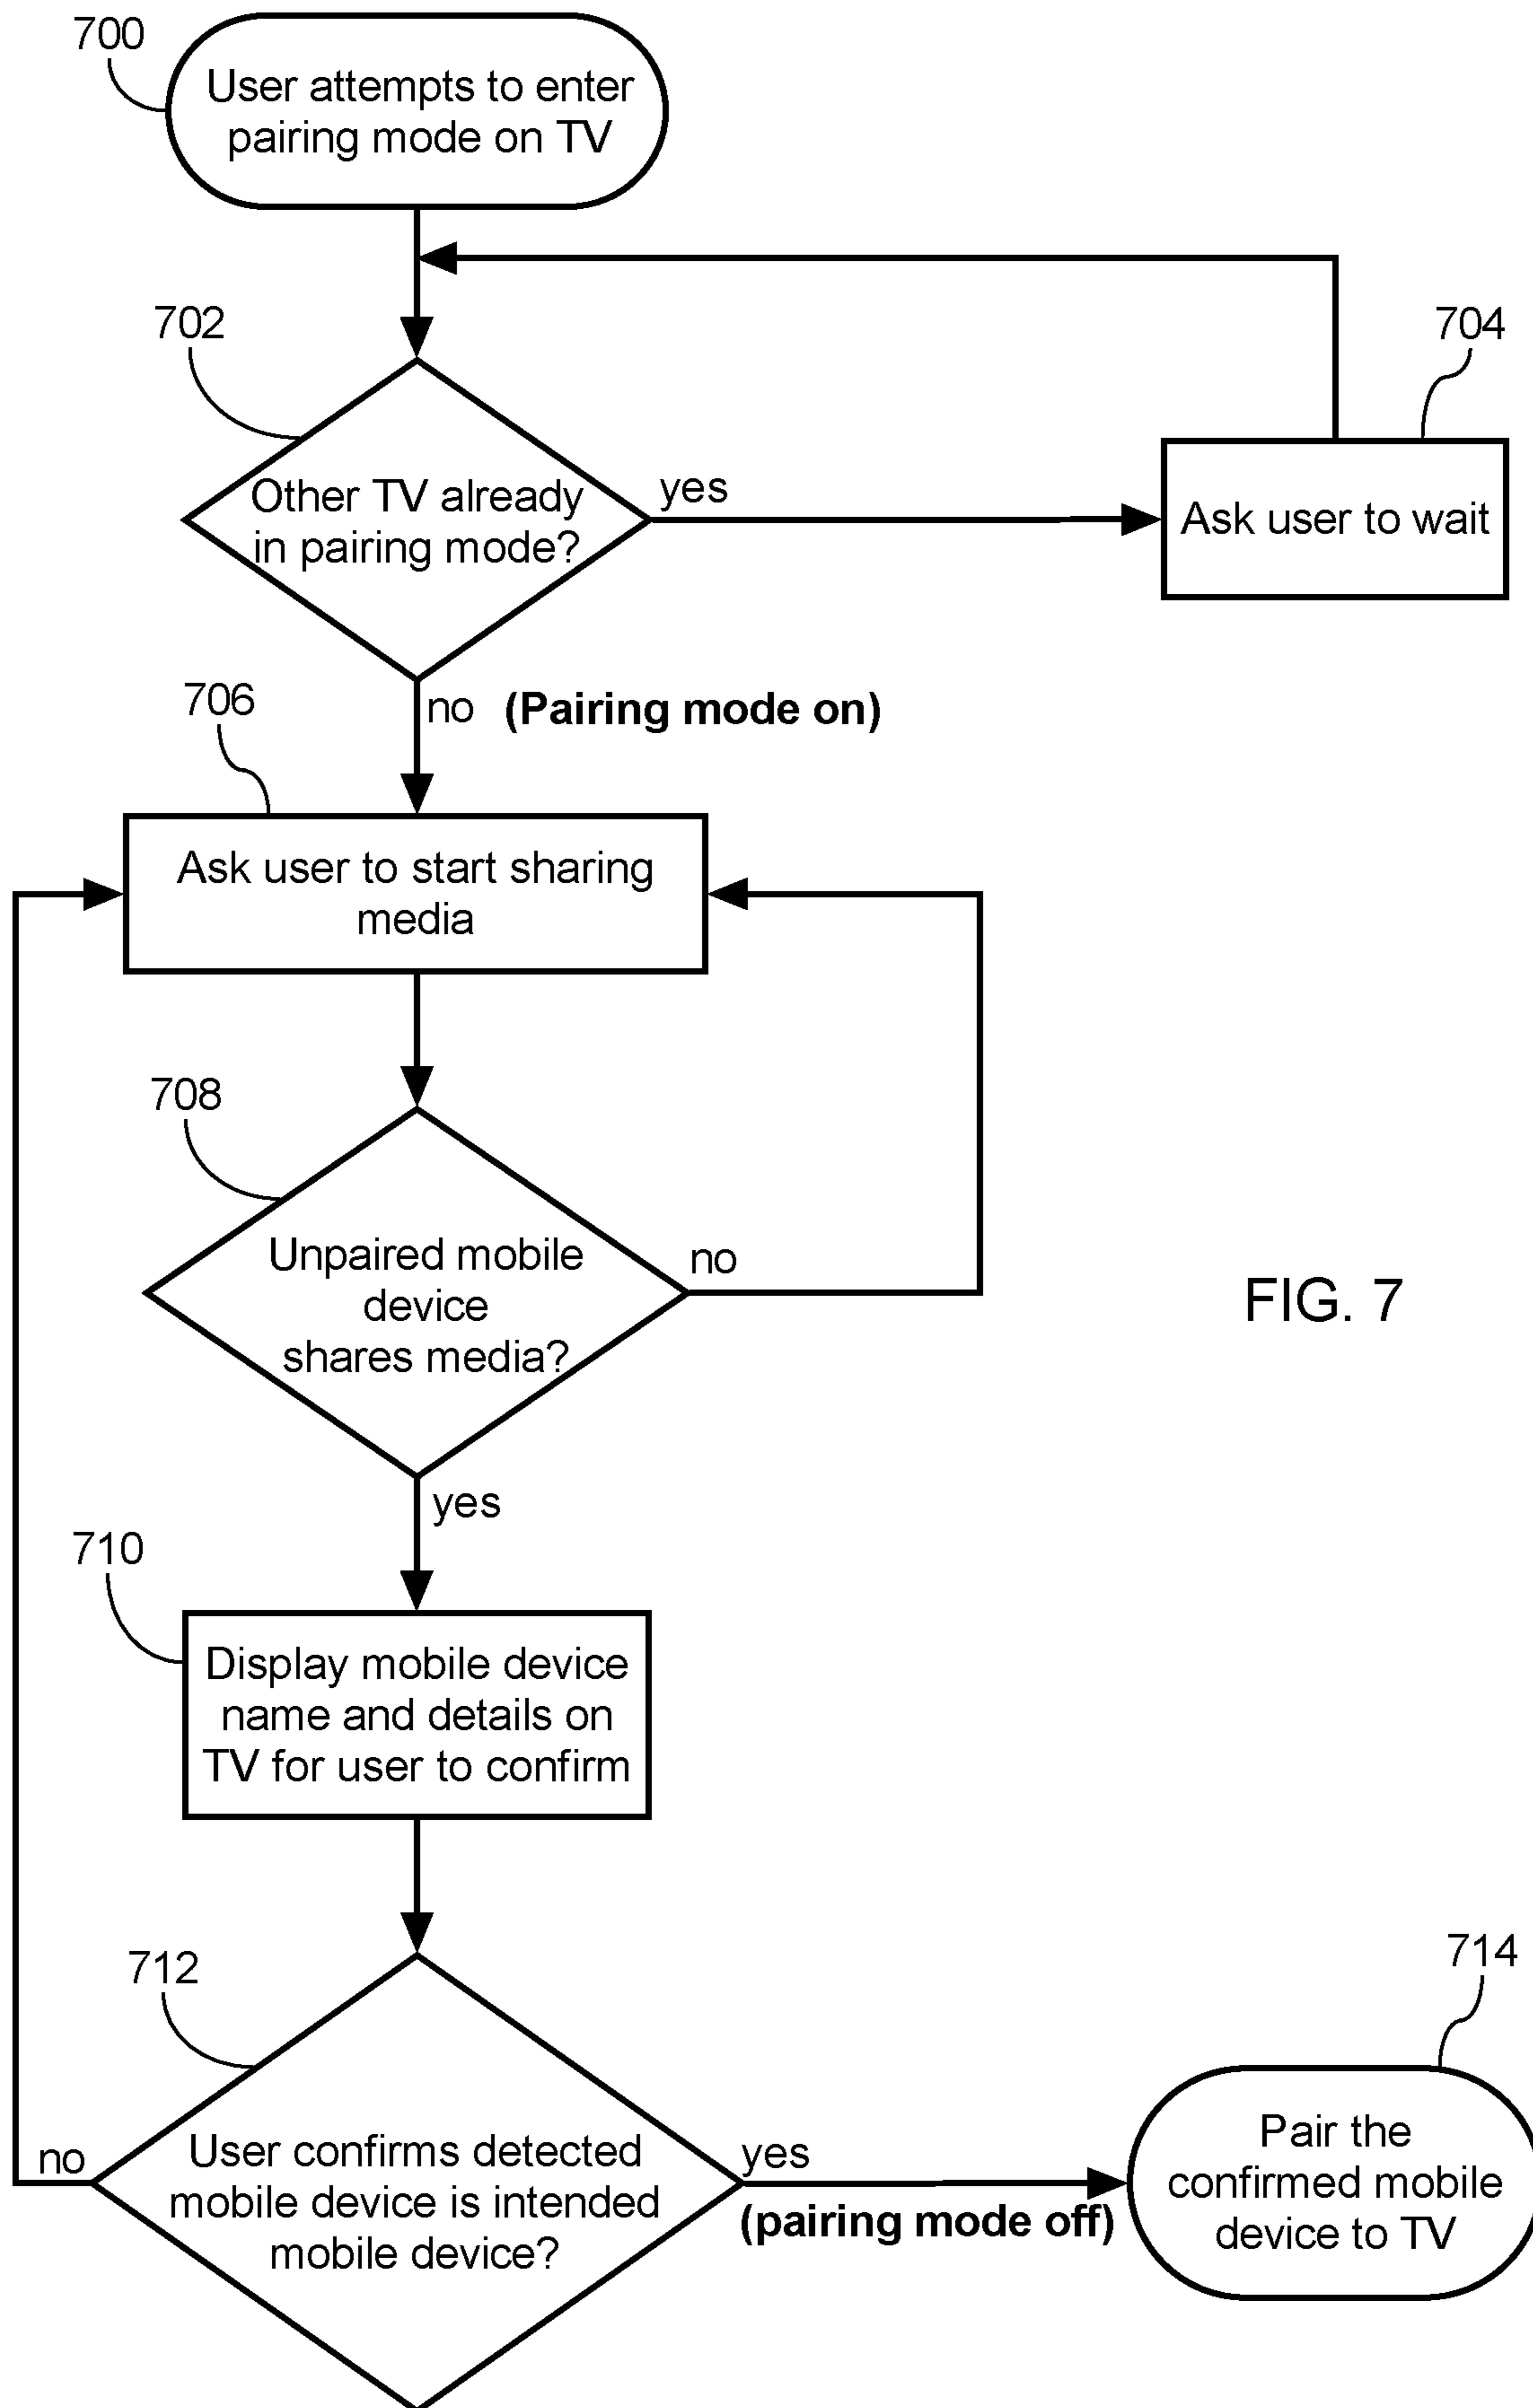 700
User attempts to enter
pairing mode on TV
702
704
Other TV already
in pairing mode?
yes
Ask user to wait
706
no
(Pairing mode on)
Ask user to start sharing
media
708
Unpaired mobile
device
shares media?
no
FIG. 7
yes
710
Display mobile device
name and details on
TV for user to confirm
712
714
no
User confirms detected
mobile device is intended
mobile device?
yes
(pairing mode off)
Pair the
confirmed mobile
device to TV